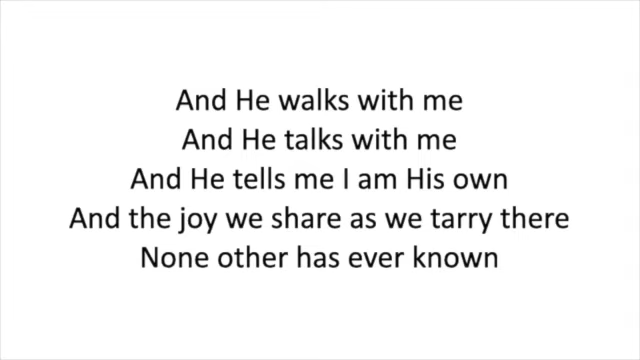 And He walks with me
And He talks with me
And He tells me I am His own
And the joy we share as we tarry there
None other has ever known